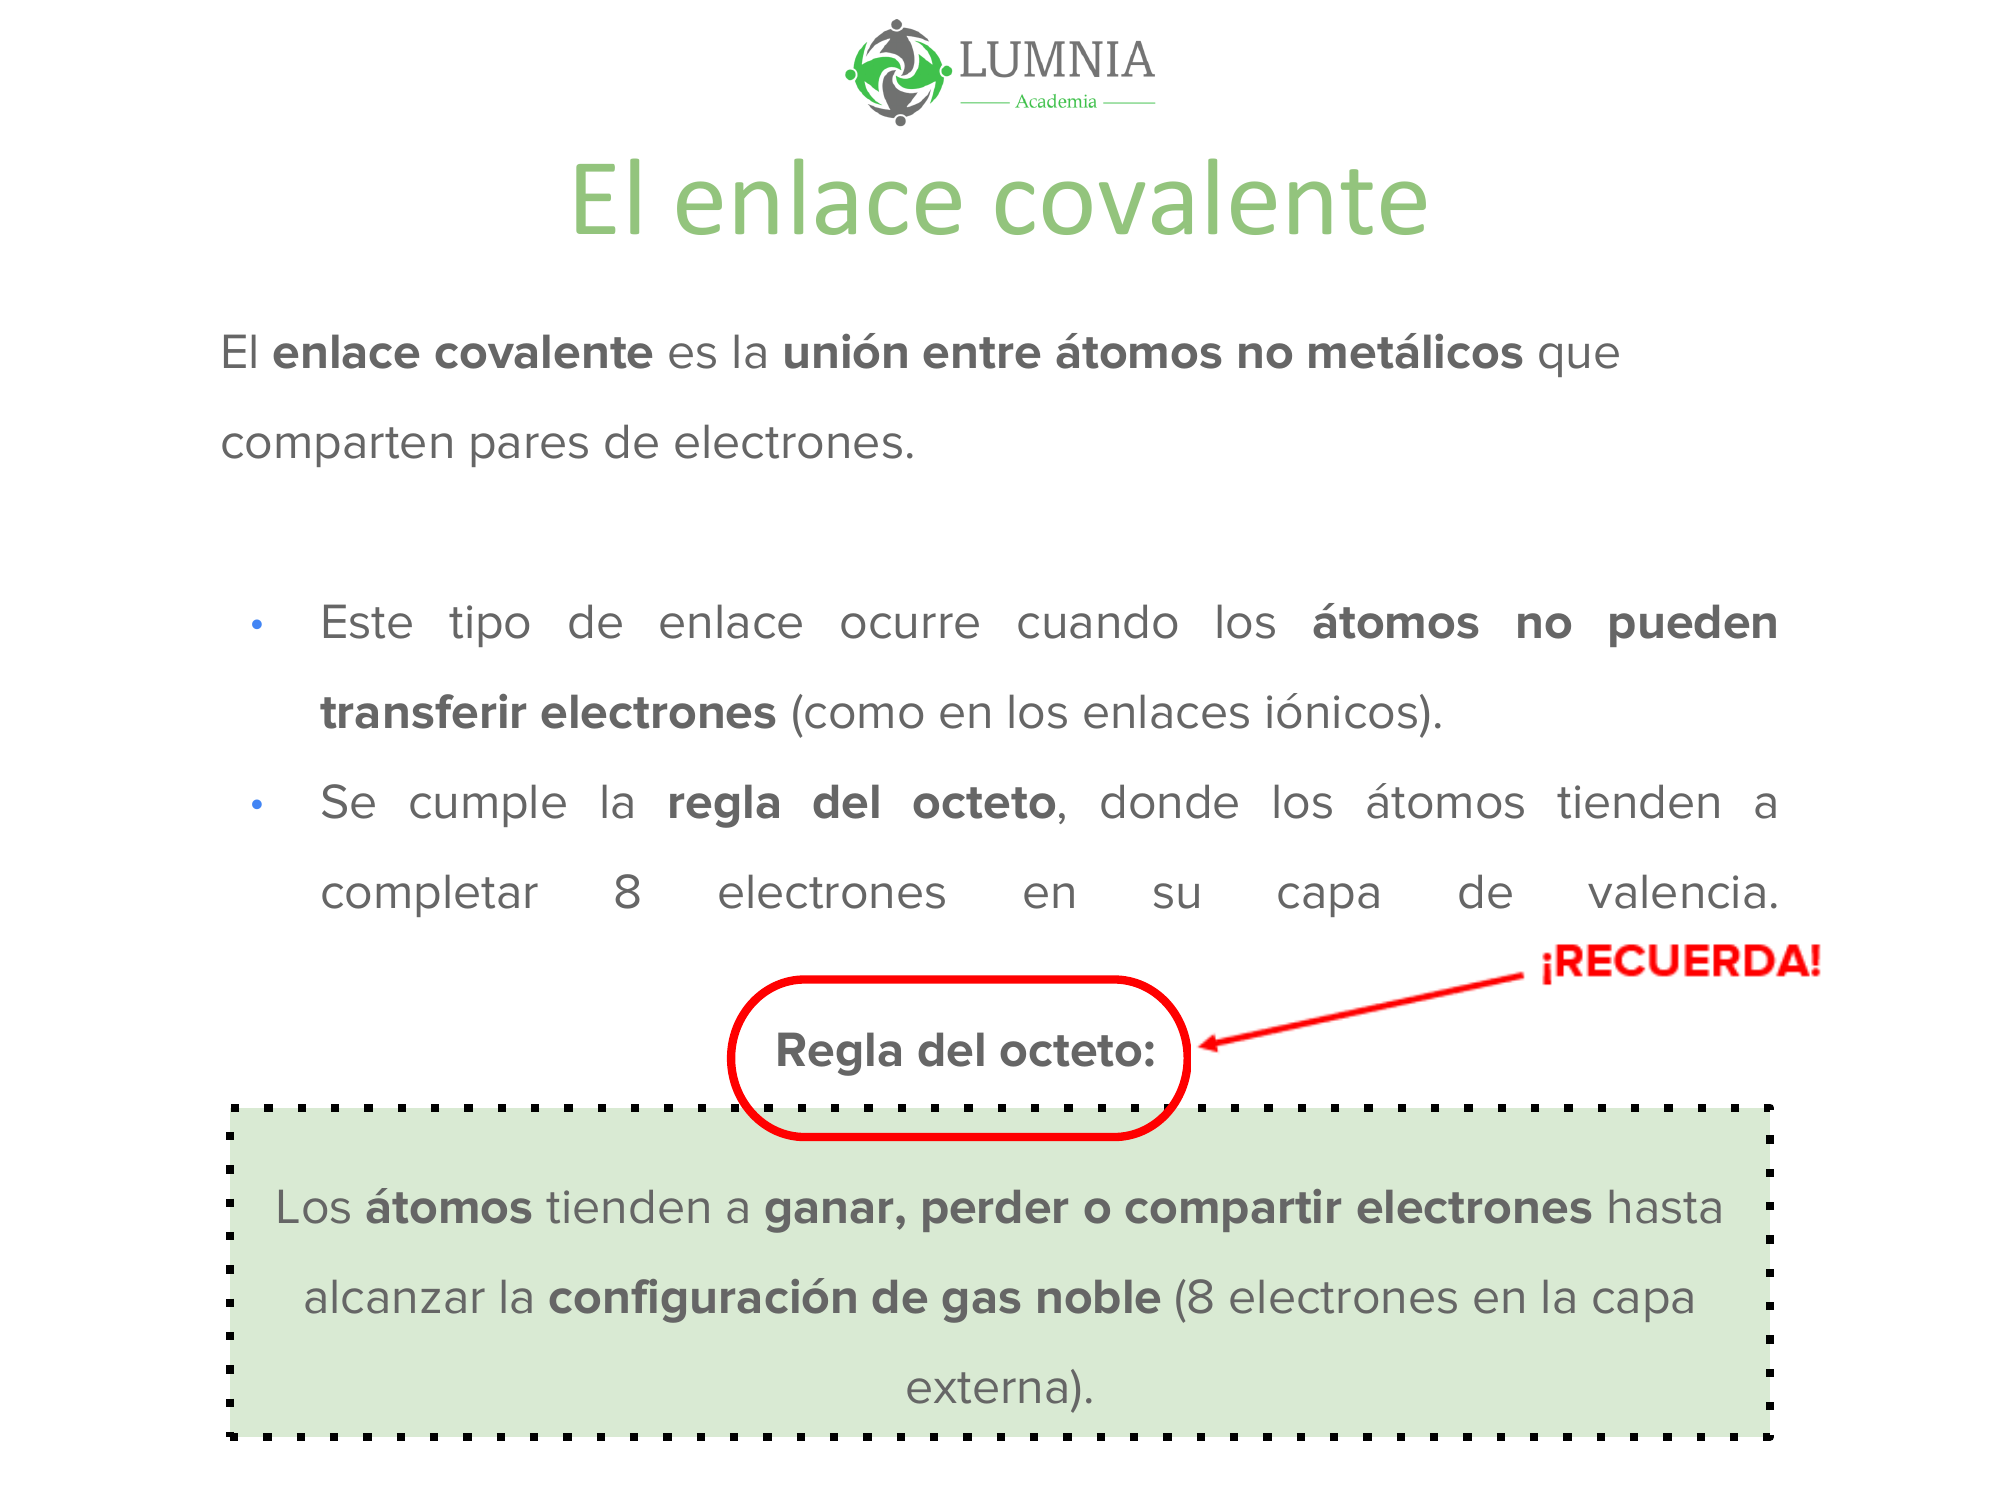 LUMNIA
Academia
El enlace covalente
El enlace covalente es la unión entre átomos no metálicos que
comparten pares de electrones.
• Este tipo de enlace ocurre cuando los átomos no pueden
transferir electrones (como en los enlaces iónicos).
• Se cumple la regla del octeto, donde los átomos tienden a
completar 8 electrones en su capa de valencia.
¡RECUERDA!
Regla del octeto:
Los átomos tienden a ganar, perder o compartir electrones hasta
alcanzar la configuración de gas noble (8 electrones en la capa
externa).